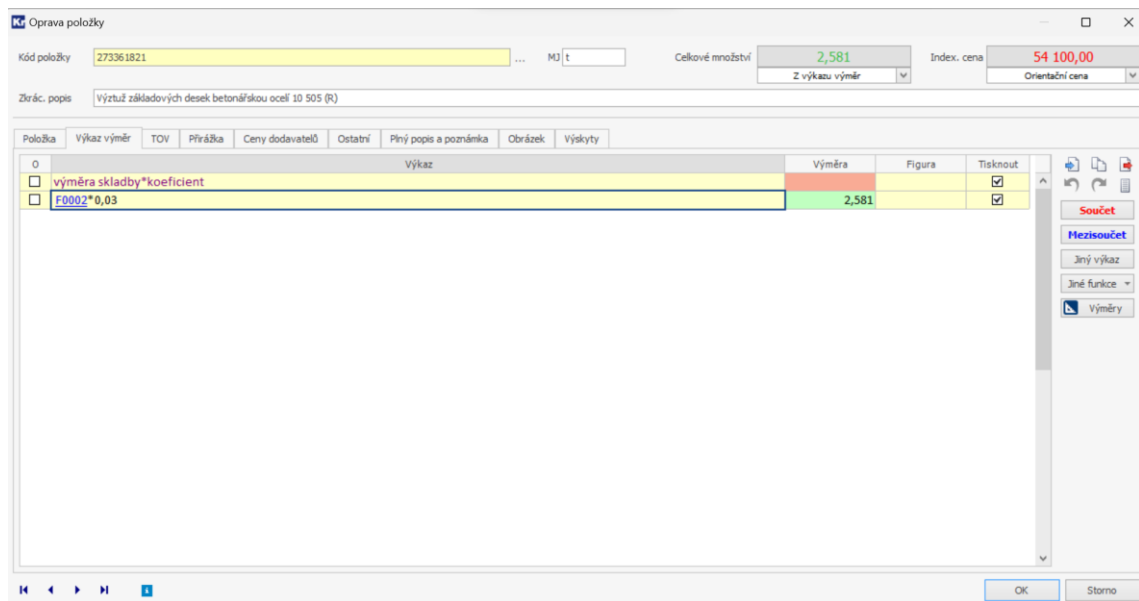 Kr Oprava položky
Kód položky 273361821 ... MJ t Celkové množství 2,581 Index. cena 54 100,00
Z výkazu výměr Orientační cena
Zkrác. popis Výztuž základových desek betonářskou ocelí 10 505 (R)
Položka Výkaz výměr TOV Přirážka Ceny dodavatelů Ostatní Plný popis a poznámka Obrázek Výskyty
O Výkaz Výměra Figura Tisknout
výměra skladby*koeficient
F0002*0,03 2,581
Součet
Mezisoučet
Jiný výkaz
Jiné funkce
Výměry
OK Storno